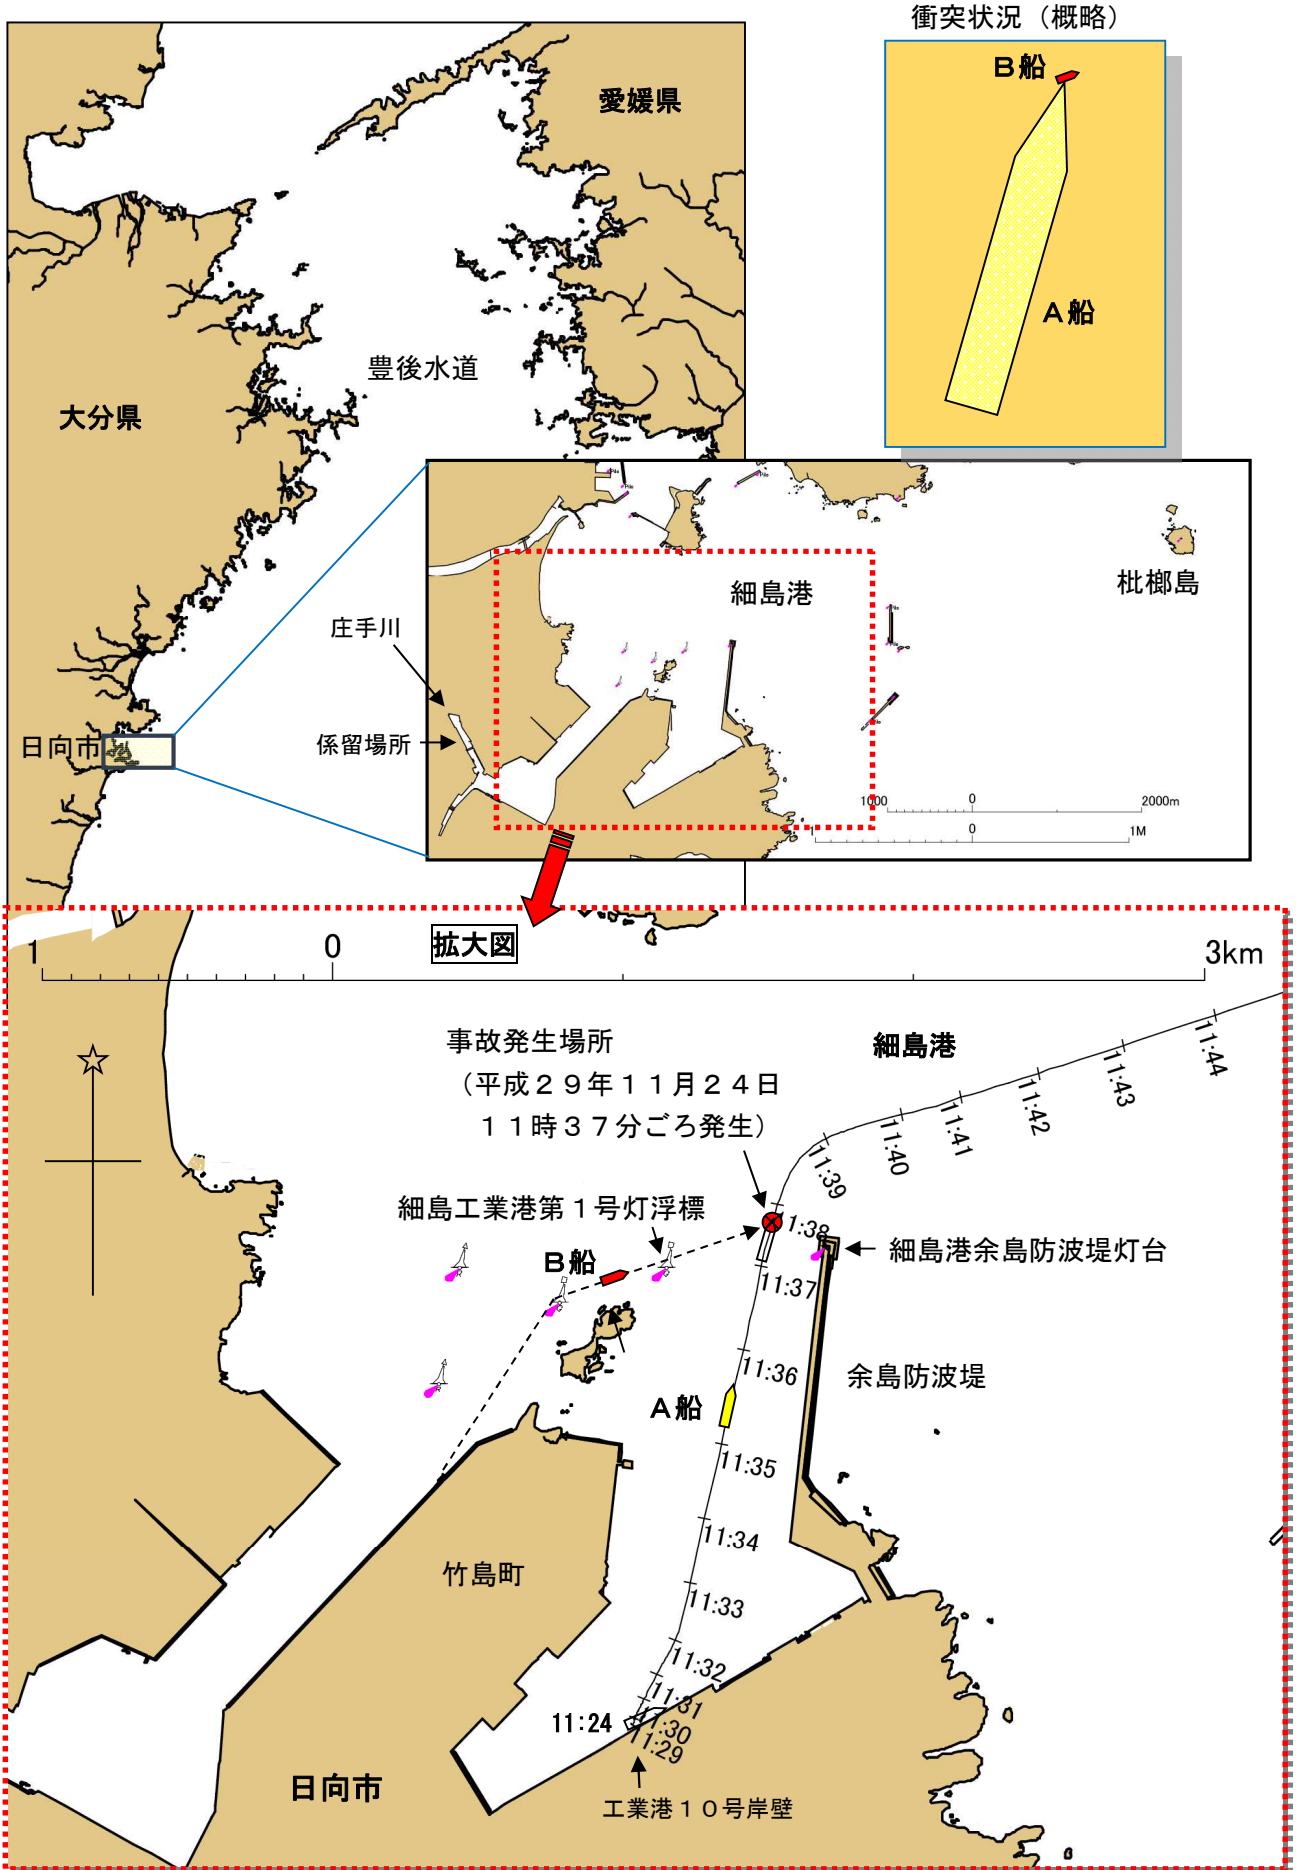 衝突状況（概略）
B船
A船
愛媛県
豊後水道
大分県
細島港
枇榔島
庄手川
係留場所
日向市
1000 0 2000m
1 0 1M
拡大図
1 0 3km
事故発生場所
（平成２９年１１月２４日
１１時３７分ごろ発生）
細島港
11:44
11:43
11:42
11:41
11:40
11:39
細島工業港第１号灯浮標
11:38
細島港余島防波堤灯台
B船
11:37
11:36
余島防波堤
A船
11:35
11:34
竹島町
11:33
11:32
11:31
11:30
11:29
11:24
日向市
工業港１０号岸壁